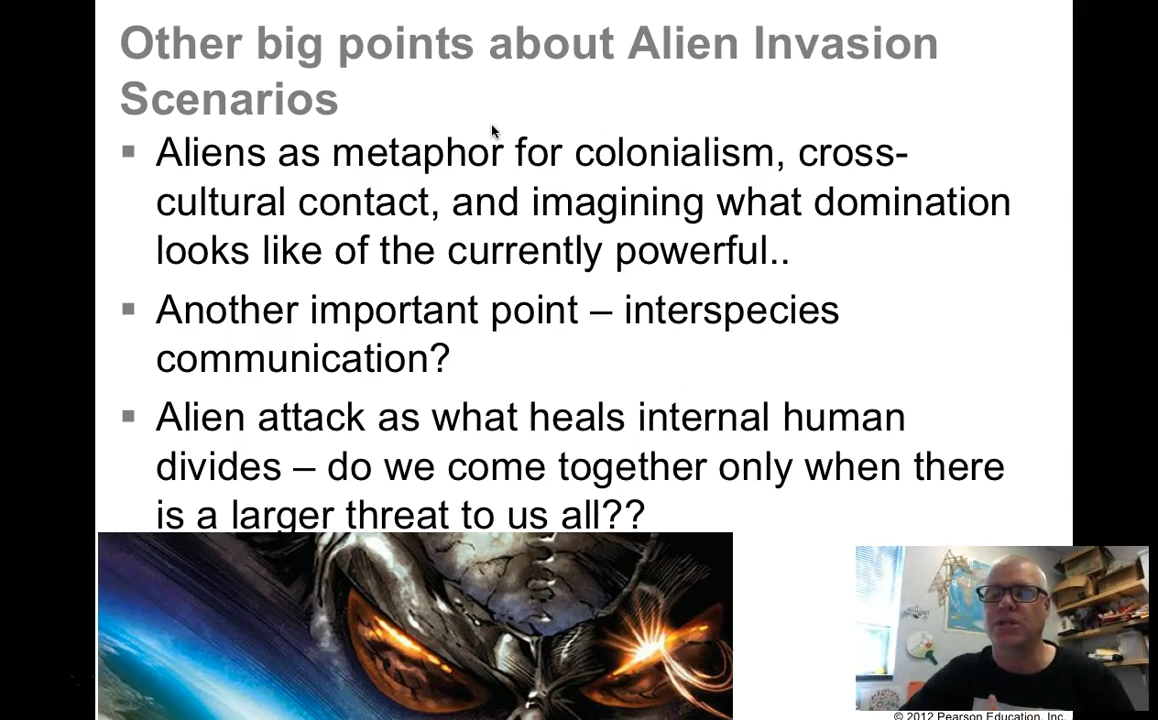 Other big points about Alien Invasion
Scenarios
▪ Aliens as metaphor for colonialism, cross-
cultural contact, and imagining what domination
looks like of the currently powerful..
▪ Another important point – interspecies
communication?
▪ Alien attack as what heals internal human
divides – do we come together only when there
is a larger threat to us all??
© 2012 Pearson Education, Inc.